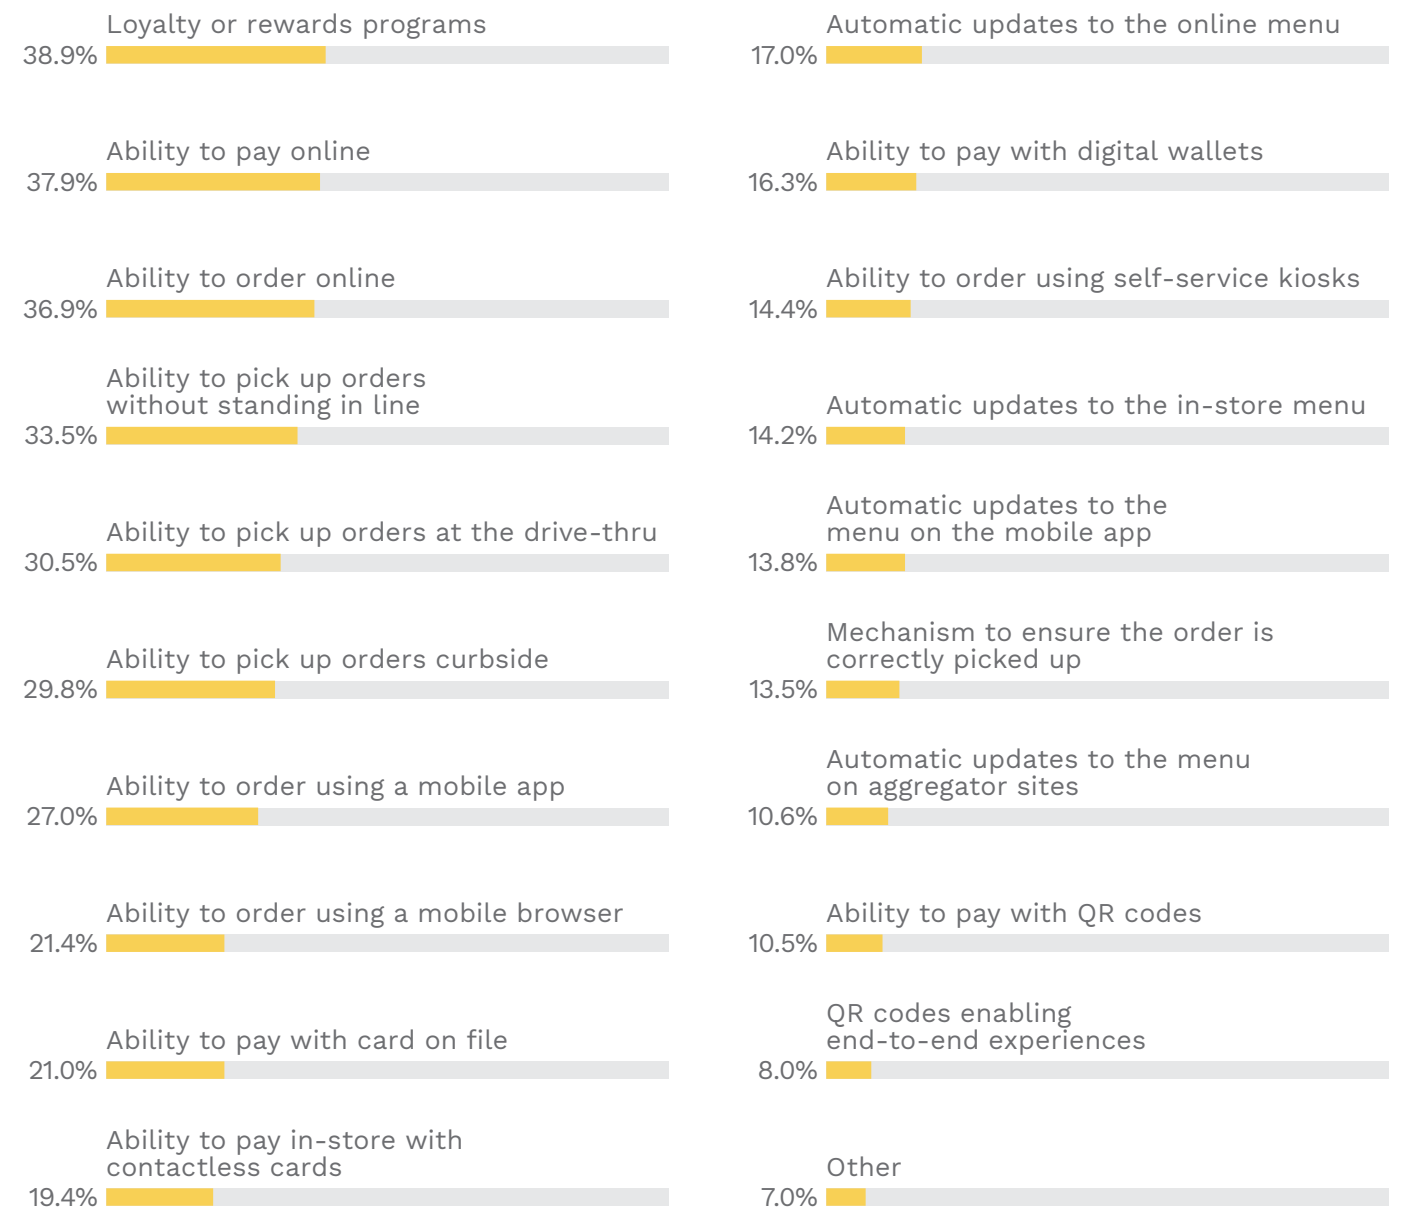 Loyalty or rewards programs
38.9%
Ability to pay online
37.9%
Ability to order online
36.9%
Ability to pick up orders
without standing in line
33.5%
Ability to pick up orders at the drive-thru
30.5%
Ability to pick up orders curbside
29.8%
Ability to order using a mobile app
27.0%
Ability to order using a mobile browser
21.4%
Ability to pay with card on file
21.0%
Ability to pay in-store with
contactless cards
19.4%
Automatic updates to the online menu
17.0%
Ability to pay with digital wallets
16.3%
Ability to order using self-service kiosks
14.4%
Automatic updates to the in-store menu
14.2%
Automatic updates to the
menu on the mobile app
13.8%
Mechanism to ensure the order is
correctly picked up
13.5%
Automatic updates to the menu
on aggregator sites
10.6%
Ability to pay with QR codes
10.5%
QR codes enabling
end-to-end experiences
8.0%
Other
7.0%